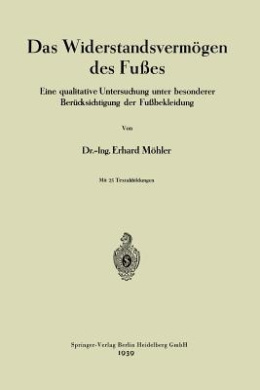 Das Widerstandsvermögen
des Fußes
Eine qualitative Untersuchung unter besonderer
Berücksichtigung der Fußbekleidung
Von
Dr.-Ing. Erhard Möhler
Mit 25 Textabbildungen
Springer-Verlag Berlin Heidelberg GmbH
1939